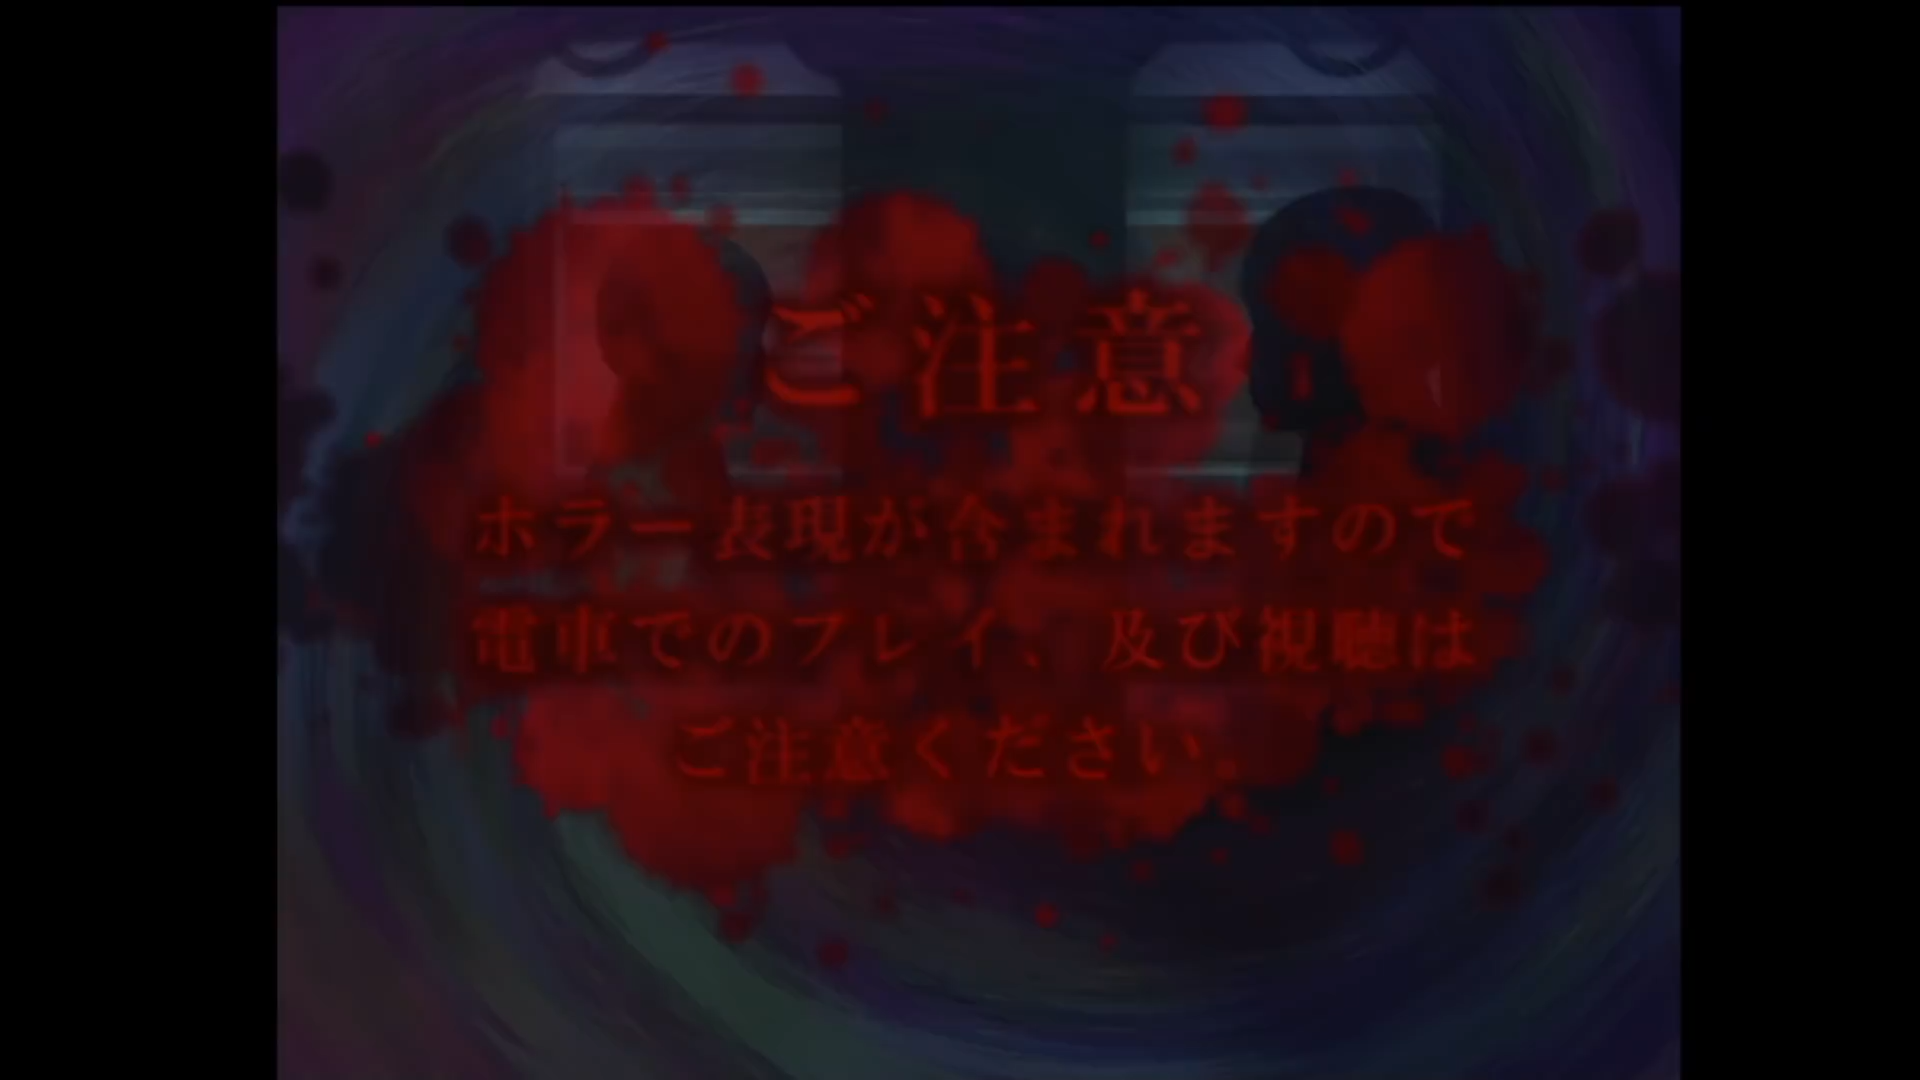 ご注意
ホラー表現が含まれますので
電車でのプレイ、及び視聴は
ご注意ください。